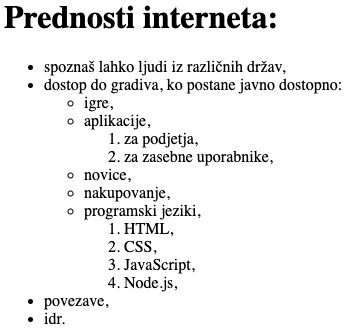 Prednosti interneta:
• spoznaš lahko ljudi iz različnih držav,
• dostop do gradiva, ko postane javno dostopno:
◦ igre,
◦ aplikacije,
1. za podjetja,
2. za zasebne uporabnike,
◦ novice,
◦ nakupovanje,
◦ programski jeziki,
1. HTML,
2. CSS,
3. JavaScript,
4. Node.js,
• povezave,
• idr.